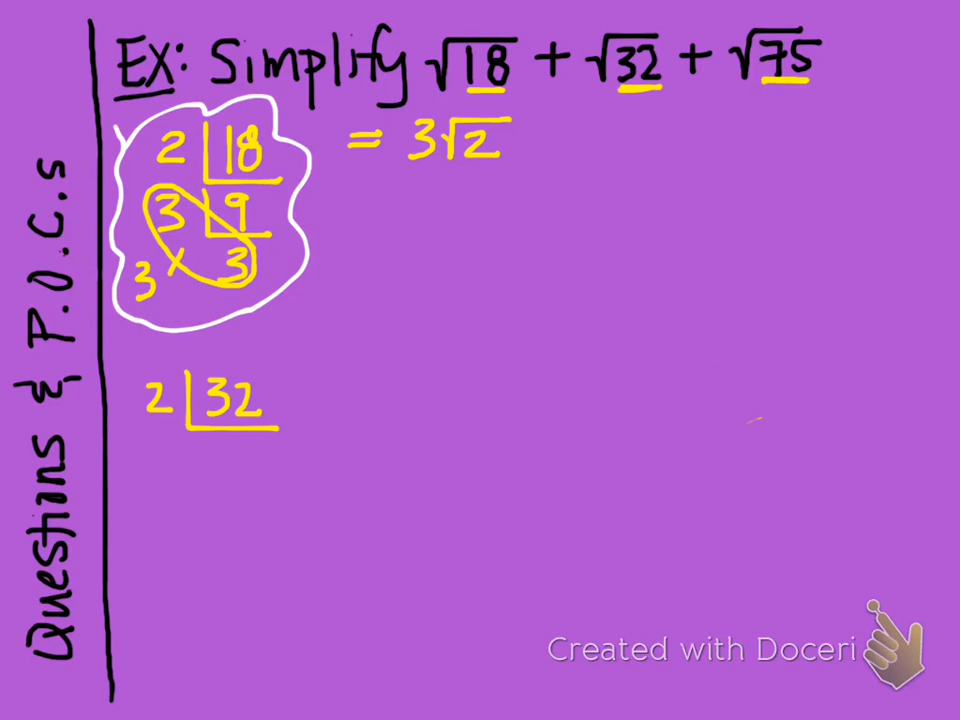 EX: Simplify √18 + √32 + √75
2 18
= 3√2
3 9
3 × 3
2 32
Questions & P.O.C.s
Created with Doceri